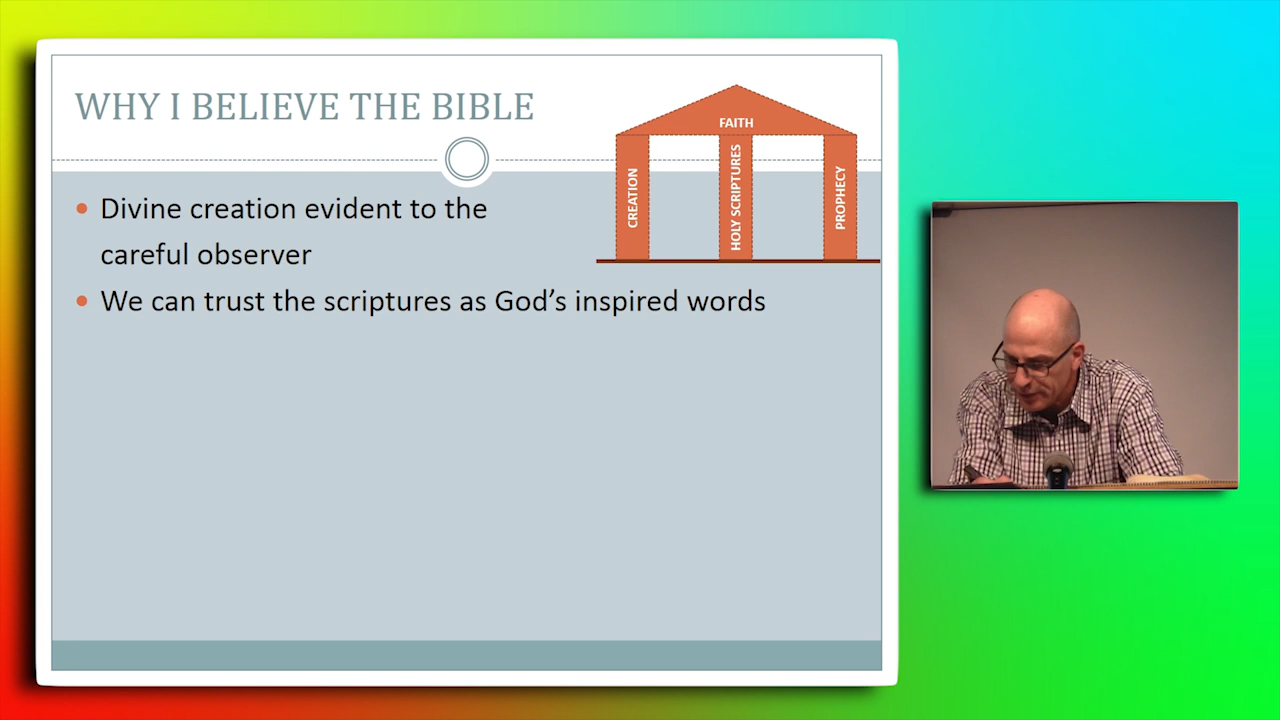 WHY I BELIEVE THE BIBLE
FAITH
CREATION
HOLY SCRIPTURES
PROPHECY
• Divine creation evident to the
careful observer
• We can trust the scriptures as God’s inspired words